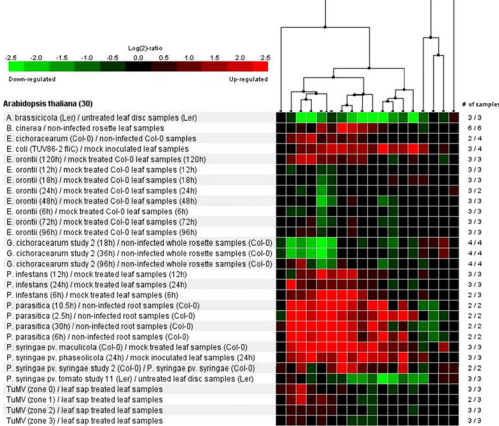 Log(2)-ratio
-2.5 -2.0 -1.5 -1.0 -0.5 0.0 0.5 1.0 1.5 2.0 2.5
Down-regulated Up-regulated
Arabidopsis thaliana (30) # of samples
A. brassicicola (Ler) / untreated leaf disc samples (Ler) 3 / 3
B. cinerea / non-infected rosette leaf samples 6 / 6
E. cichoracearum (Col-0) / non-infected Col-0 samples 2 / 4
E. coli (TUV86-2 fliC) / mock inoculated leaf samples 3 / 4
E. orontii (120h) / mock treated Col-0 leaf samples (120h) 3 / 3
E. orontii (12h) / mock treated Col-0 leaf samples (12h) 3 / 3
E. orontii (18h) / mock treated Col-0 leaf samples (18h) 3 / 3
E. orontii (24h) / mock treated Col-0 leaf samples (24h) 3 / 2
E. orontii (48h) / mock treated Col-0 leaf samples (48h) 3 / 3
E. orontii (6h) / mock treated Col-0 leaf samples (6h) 3 / 3
E. orontii (72h) / mock treated Col-0 leaf samples (72h) 3 / 3
E. orontii (96h) / mock treated Col-0 leaf samples (96h) 3 / 3
G. cichoracearum study 2 (18h) / non-infected whole rosette samples (Col-0) 4 / 4
G. cichoracearum study 2 (36h) / non-infected whole rosette samples (Col-0) 4 / 4
G. cichoracearum study 2 (96h) / non-infected whole rosette samples (Col-0) 4 / 4
P. infestans (12h) / mock treated leaf samples (12h) 3 / 3
P. infestans (24h) / mock treated leaf samples (24h) 3 / 3
P. infestans (6h) / mock treated leaf samples (6h) 3 / 3
P. parasitica (10.5h) / non-infected root samples (Col-0) 2 / 2
P. parasitica (2.5h) / non-infected root samples (Col-0) 2 / 2
P. parasitica (30h) / non-infected root samples (Col-0) 2 / 2
P. parasitica (6h) / non-infected root samples (Col-0) 2 / 2
P. syringae pv. maculicola (Col-0) / mock treated leaf samples (Col-0) 3 / 3
P. syringae pv. phaseolicola (24h) / mock inoculated leaf samples (24h) 3 / 3
P. syringae pv. syringae study 2 (Col-0) / P. syringae pv. syringae (Col-0) 2 / 2
P. syringae pv. tomato study 11 (Ler) / untreated leaf disc samples (Ler) 3 / 3
TuMV (zone 0) / leaf sap treated leaf samples 2 / 3
TuMV (zone 1) / leaf sap treated leaf samples 2 / 3
TuMV (zone 2) / leaf sap treated leaf samples 3 / 3
TuMV (zone 3) / leaf sap treated leaf samples 3 / 3